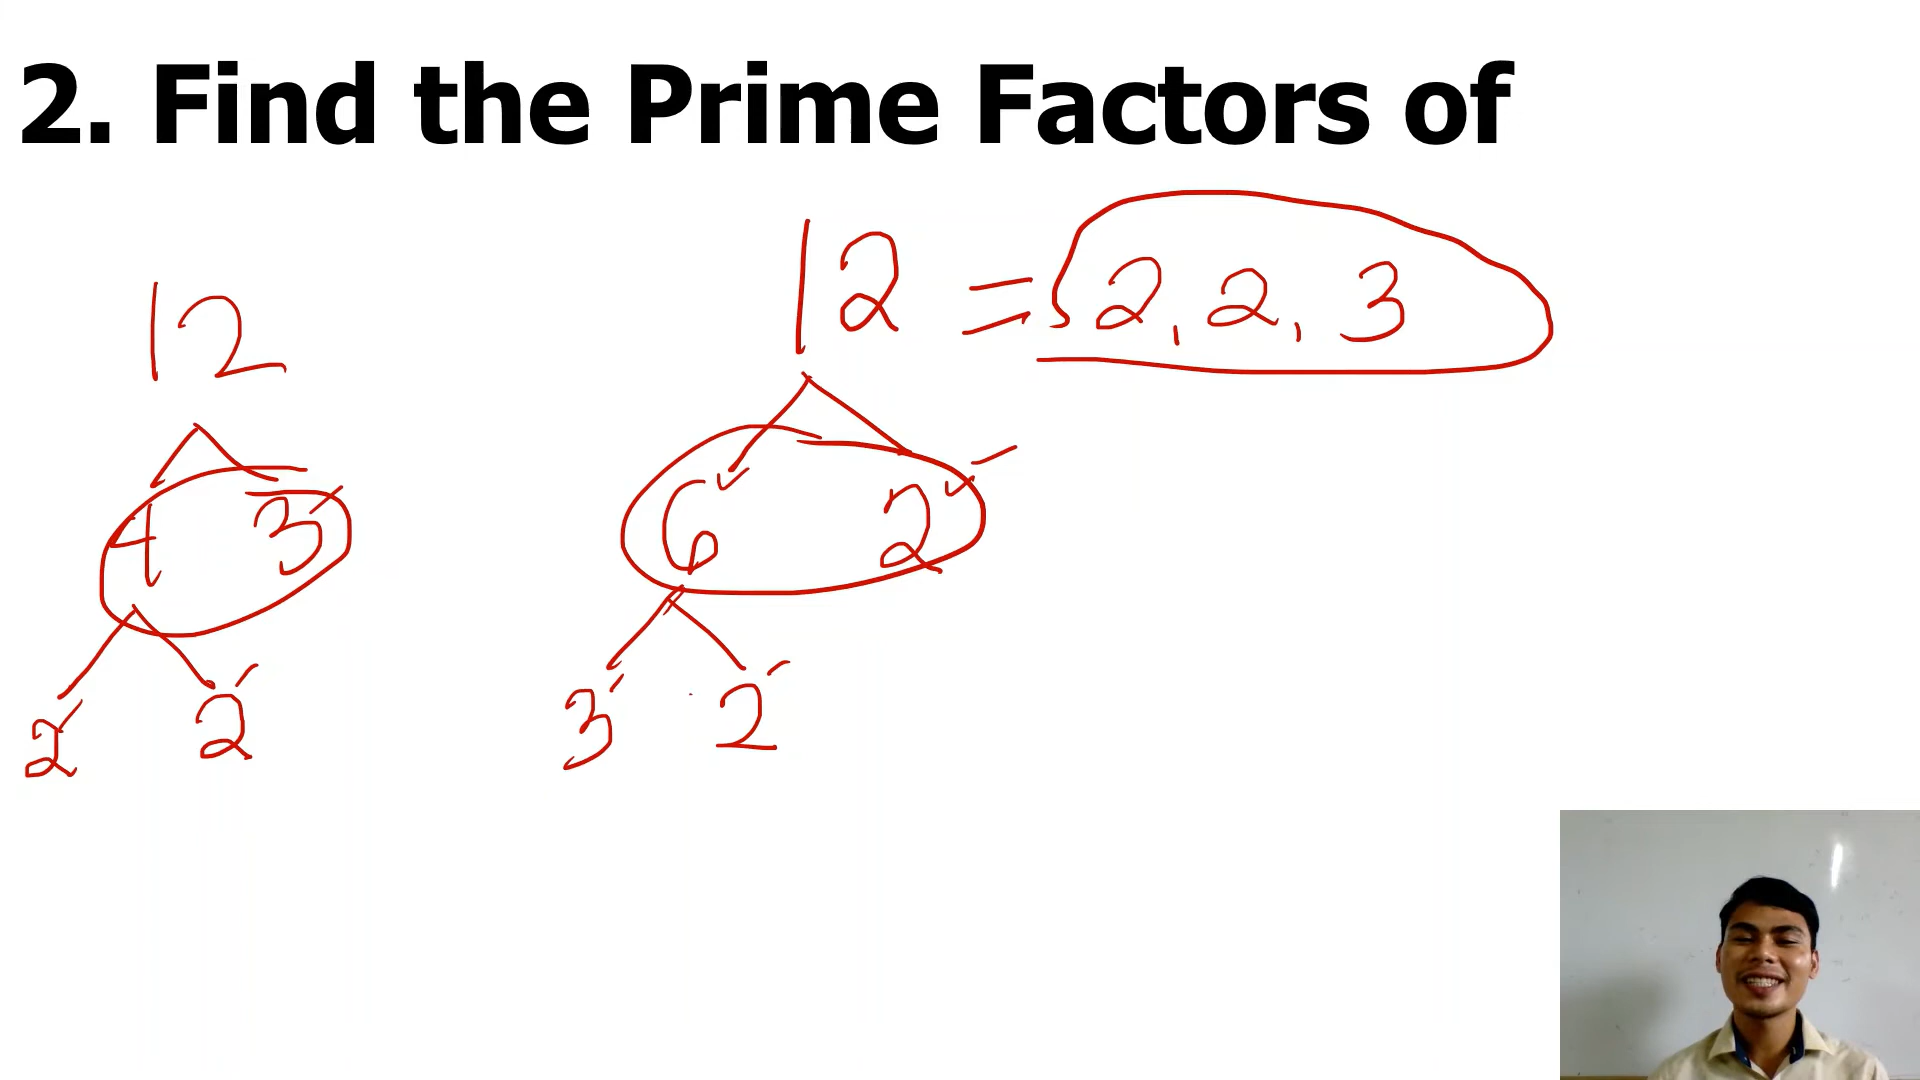 2. Find the Prime Factors of
12 = 2, 2, 3
12
4 3
6 2
2 2
3 2